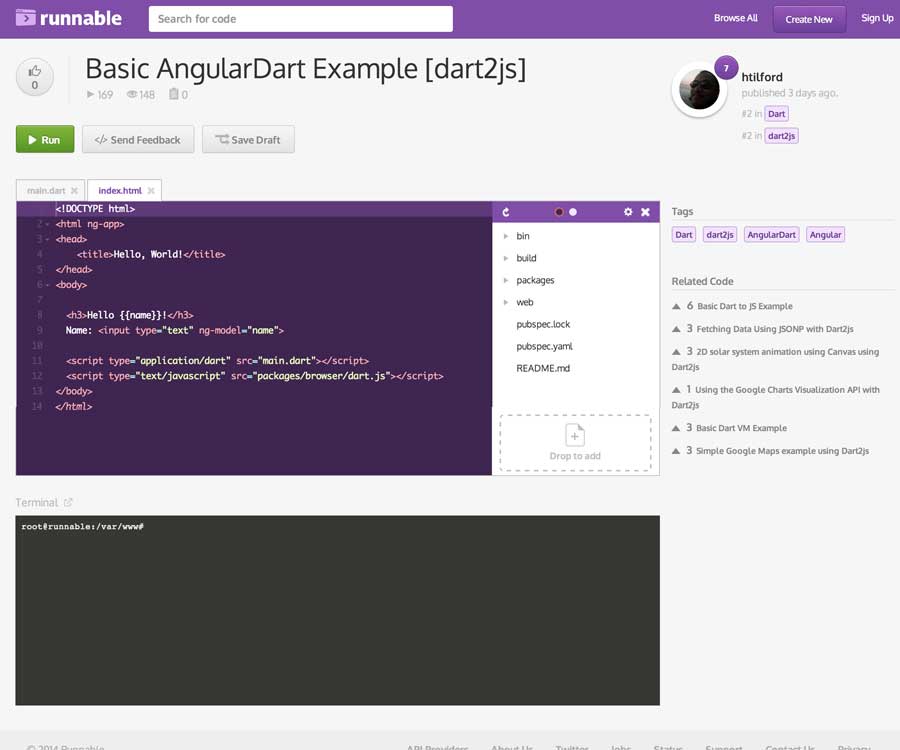 runnable
Search for code
Browse All
Create New
Sign Up
0
Basic AngularDart Example [dart2js]
169 148 0
7
htilford
published 3 days ago.
#2 in Dart
#2 in dart2js
Run
</> Send Feedback
Save Draft
main.dart
index.html
1 <!DOCTYPE html>
2 <html ng-app>
3 <head>
4 <title>Hello, World!</title>
5 </head>
6 <body>
7
8 <h3>Hello {{name}}!</h3>
9 Name: <input type="text" ng-model="name">
10
11 <script type="application/dart" src="main.dart"></script>
12 <script type="text/javascript" src="packages/browser/dart.js"></script>
13 </body>
14 </html>
bin
build
packages
web
pubspec.lock
pubspec.yaml
README.md
Drop to add
Tags
Dart dart2js AngularDart Angular
Related Code
6 Basic Dart to JS Example
3 Fetching Data Using JSONP with Dart2js
3 2D solar system animation using Canvas using
Dart2js
1 Using the Google Charts Visualization API with
Dart2js
3 Basic Dart VM Example
3 Simple Google Maps example using Dart2js
Terminal
root@runnable:/var/www#
© 2014 Runnable
API Providers About Us Twitter Jobs Status Support Contact Us Privacy